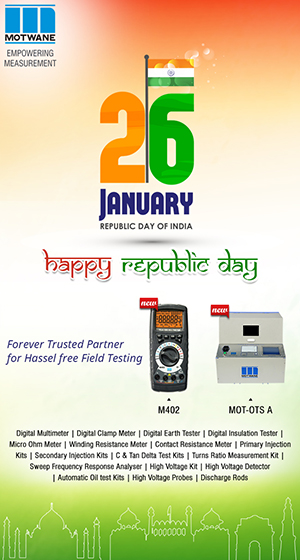 MOTWANE
EMPOWERING
MEASUREMENT
26
JANUARY
REPUBLIC DAY OF INDIA
happy republic day
new
new
Forever Trusted Partner
for Hassel free Field Testing
M402
MOT-OTS A
Digital Multimeter | Digital Clamp Meter | Digital Earth Tester | Digital Insulation Tester |
Micro Ohm Meter | Winding Resistance Meter | Contact Resistance Meter | Primary Injection
Kits | Secondary Injection Kits | C & Tan Delta Test Kits | Turns Ratio Measurement Kit |
Sweep Frequency Response Analyser | High Voltage Kit | High Voltage Detector
| Automatic Oil test Kits | High Voltage Probes | Discharge Rods